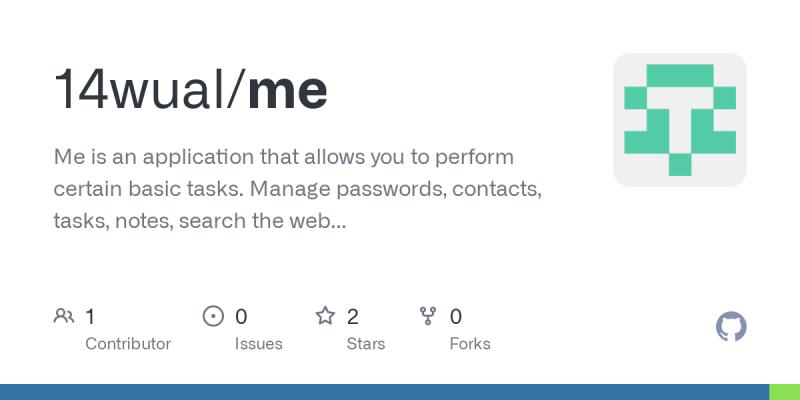 14wual/me
Me is an application that allows you to perform
certain basic tasks. Manage passwords, contacts,
tasks, notes, search the web...
1 0 2 0
Contributor Issues Stars Forks